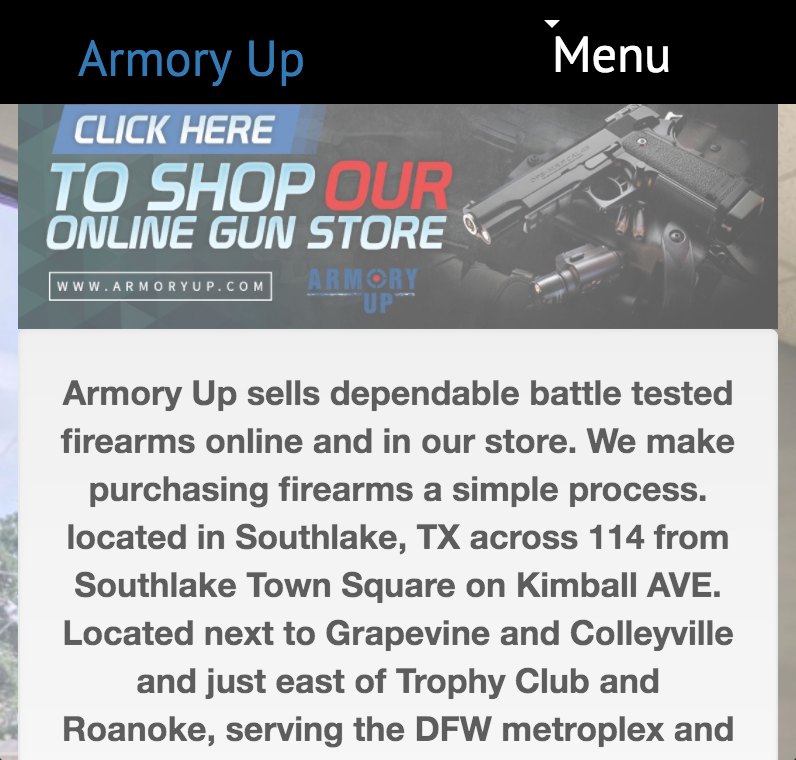 Armory Up
Menu
CLICK HERE
TO SHOP OUR
ONLINE GUN STORE
WWW.ARMORYUP.COM
ARMORY
UP
Armory Up sells dependable battle tested
firearms online and in our store. We make
purchasing firearms a simple process.
located in Southlake, TX across 114 from
Southlake Town Square on Kimball AVE.
Located next to Grapevine and Colleyville
and just east of Trophy Club and
Roanoke, serving the DFW metroplex and